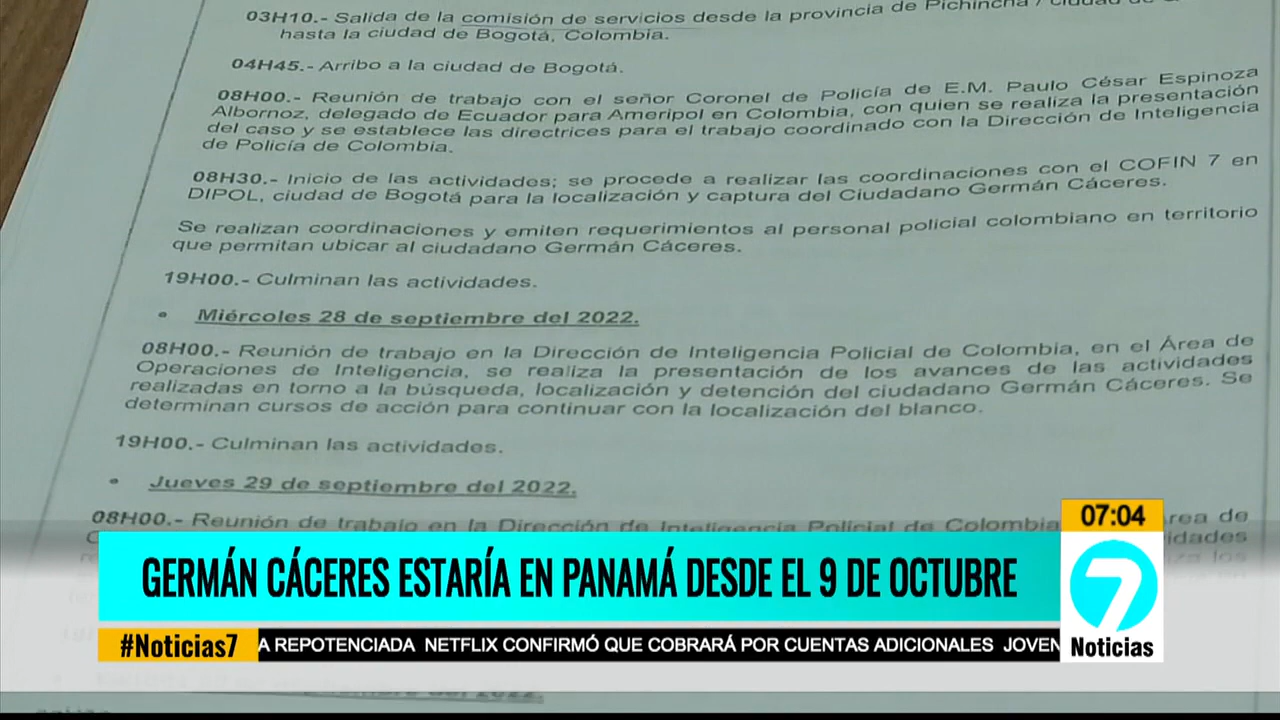 03H10.- Salida de la comisión de servicios desde la provincia de Pichincha / ciudad de
hasta la ciudad de Bogotá, Colombia.
04H45.- Arribo a la ciudad de Bogotá.
08H00.- Reunión de trabajo con el señor Coronel de Policía de E.M. Paulo César Espinoza
Albornoz, delegado de Ecuador para Ameripol en Colombia, con quien se realiza la presentación
del caso y se establece las directrices para el trabajo coordinado con la Dirección de Inteligencia
de Policía de Colombia.
08H30.- Inicio de las actividades; se procede a realizar las coordinaciones con el COFIN 7 en
DIPOL, ciudad de Bogotá para la localización y captura del Ciudadano Germán Cáceres.
Se realizan coordinaciones y emiten requerimientos al personal policial colombiano en territorio
que permitan ubicar al ciudadano Germán Cáceres.
19H00.- Culminan las actividades.
• Miércoles 28 de septiembre del 2022.
08H00.- Reunión de trabajo en la Dirección de Inteligencia Policial de Colombia, en el Área de
Operaciones de Inteligencia, se realiza la presentación de los avances de las actividades
realizadas en torno a la búsqueda, localización y detención del ciudadano Germán Cáceres. Se
determinan cursos de acción para continuar con la localización del blanco.
19H00.- Culminan las actividades.
• Jueves 29 de septiembre del 2022.
08H00.- Reunión de trabajo en la Dirección de Inteligencia Policial de Colombia rea de
idades
07:04
GERMÁN CÁCERES ESTARÍA EN PANAMÁ DESDE EL 9 DE OCTUBRE
7
Noticias
#Noticias7
A REPOTENCIADA NETFLIX CONFIRMÓ QUE COBRARÁ POR CUENTAS ADICIONALES JOVEN
del 2022.